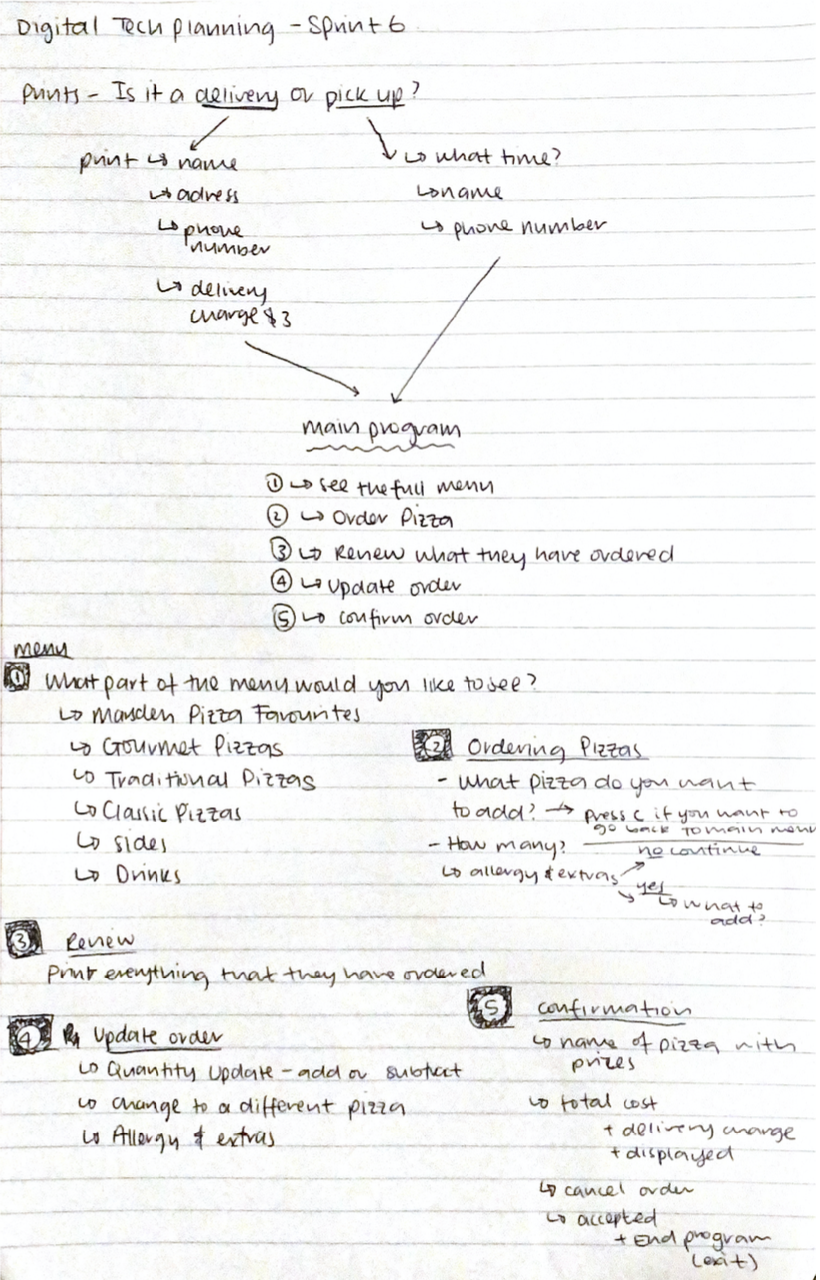 Digital Tech Planning - Sprint 6
Prints - Is it a delivery or pick up?
print ↳ name
↳ adress
↳ phone
number
↳ delivery
charge $3
↳ what time?
↳ name
↳ phone number
main program
① ↳ see the full menu
② ↳ Order Pizza
③ ↳ Review what they have ordered
④ ↳ update order
⑤ ↳ confirm order
menu
1 What part of the menu would you like to see?
↳ Marsden Pizza Favourites
↳ Gourmet Pizzas
↳ Traditional Pizzas
↳ Classic Pizzas
↳ sides
↳ Drinks
2 Ordering Pizzas
- What pizza do you want
to add? → press C if you want to
go back to main menu
- How many?
↳ allergy & extras
no continue
yes
↳ what to
add?
3 Review
Print everything that they have ordered
4 Update order
↳ Quantity update - add or subtract
↳ change to a different pizza
↳ Allergy & extras
5 confirmation
↳ name of pizza with
prizes
↳ total cost
+ delivery charge
+ displayed
↳ cancel order
↳ accepted
+ End program
(exit)